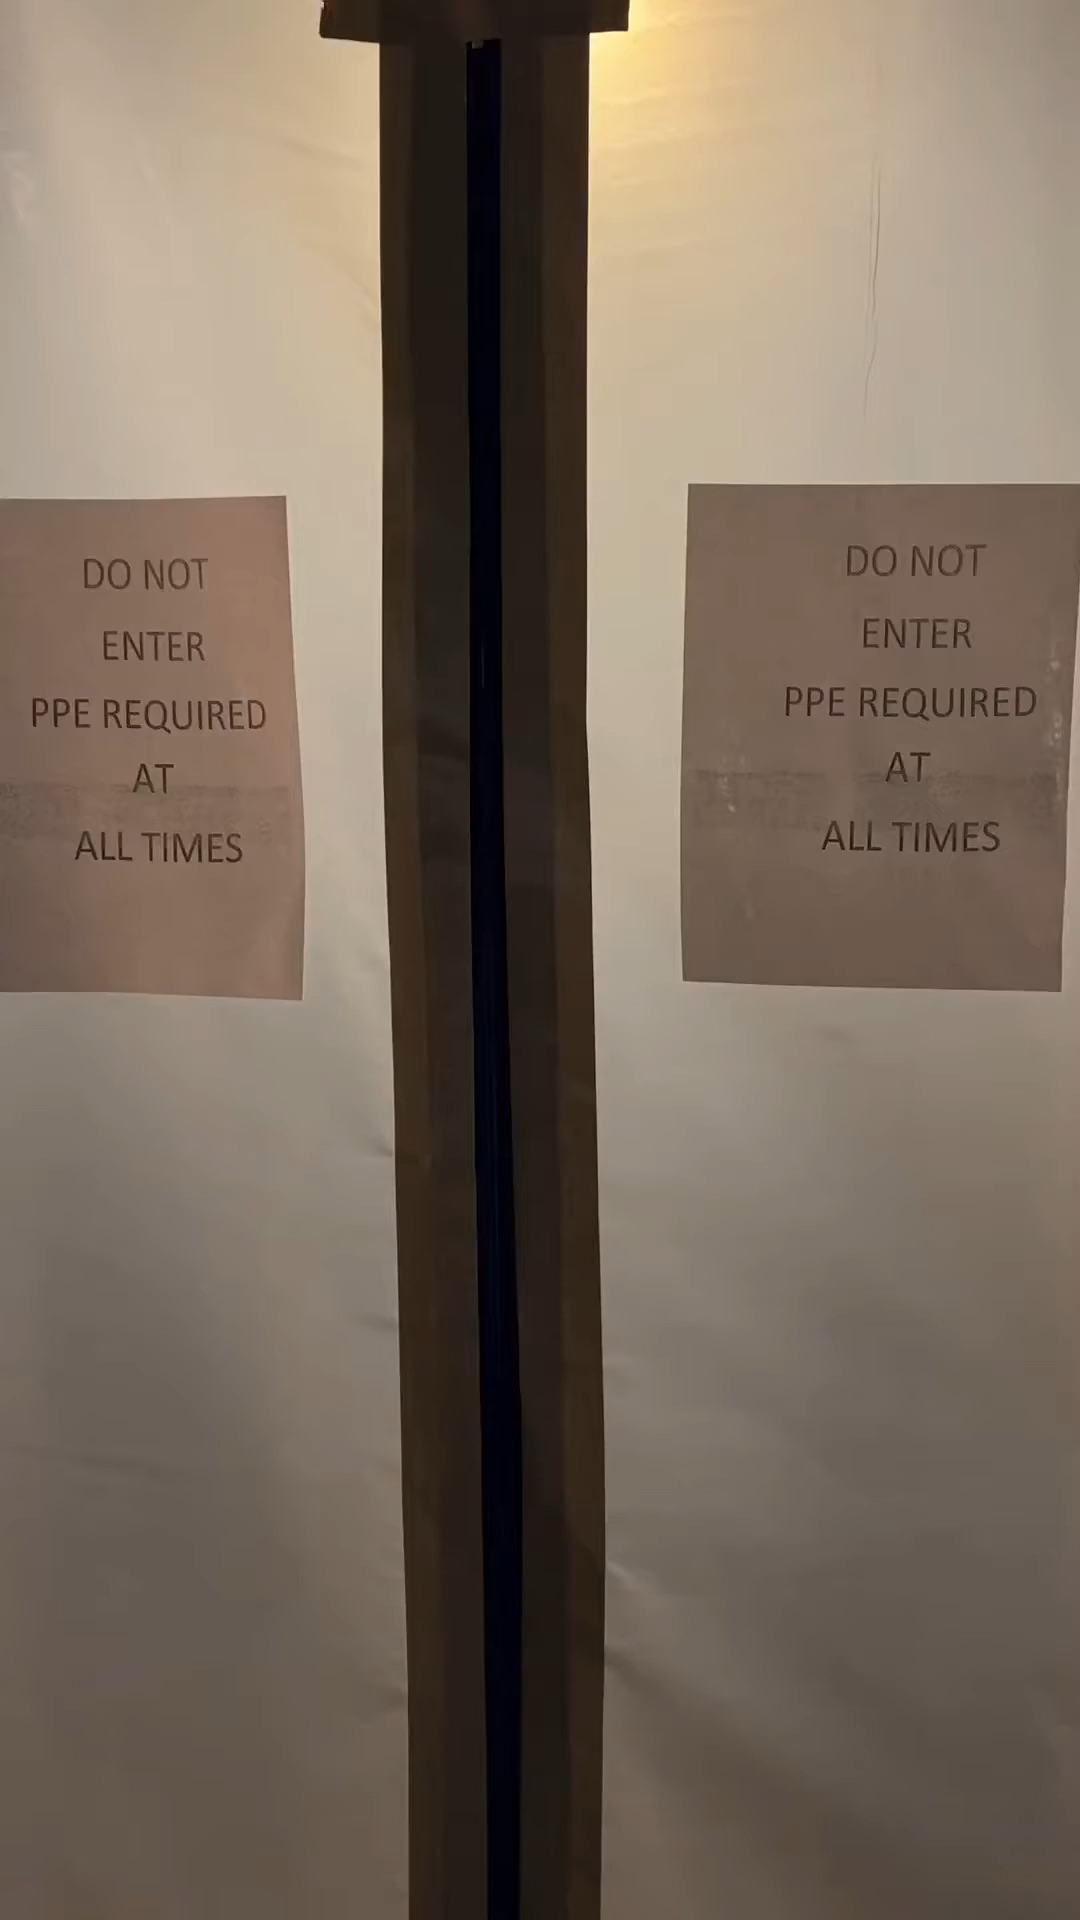 DO NOT
ENTER
PPE REQUIRED
AT
ALL TIMES
DO NOT
ENTER
PPE REQUIRED
AT
ALL TIMES